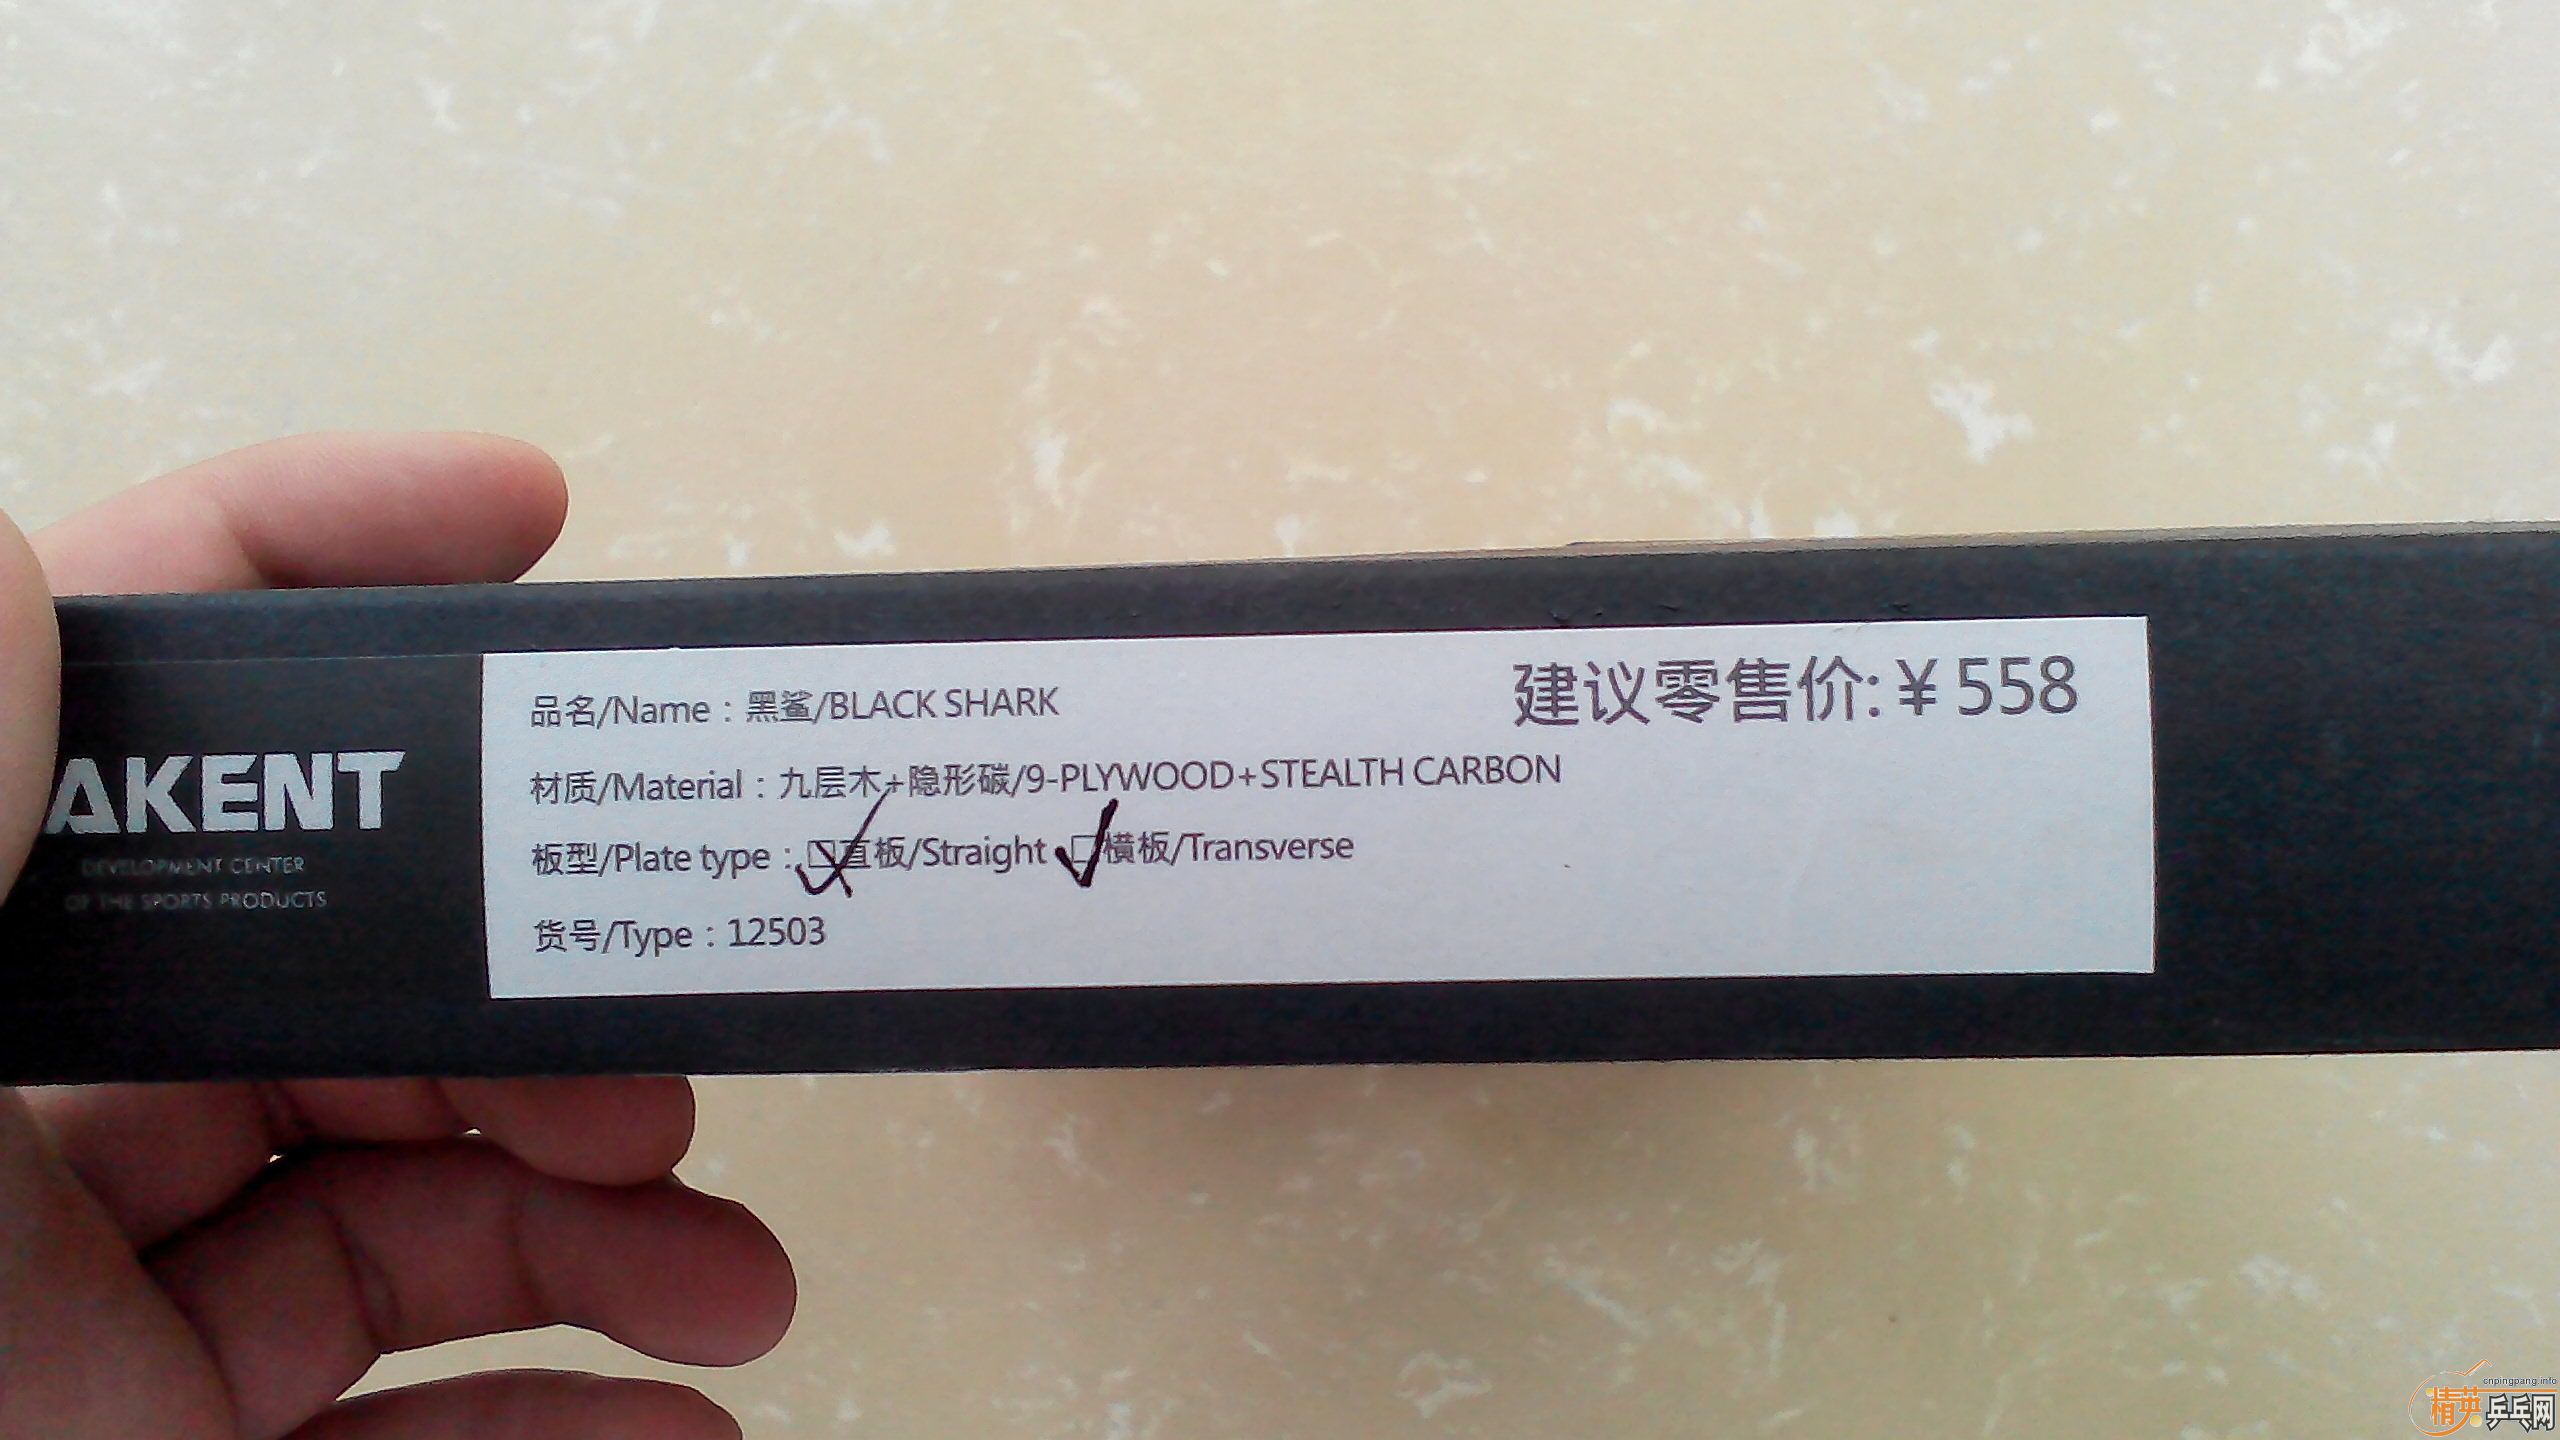 品名/Name：黑鲨/BLACK SHARK
建议零售价:￥558
材质/Material：九层木+隐形碳/9-PLYWOOD+STEALTH CARBON
板型/Plate type：□直板/Straight □横板/Transverse
货号/Type：12503
AKENT
DEVELOPMENT CENTER
OF THE SPORTS PRODUCTS
cnpingpang.info
精英乒乓网